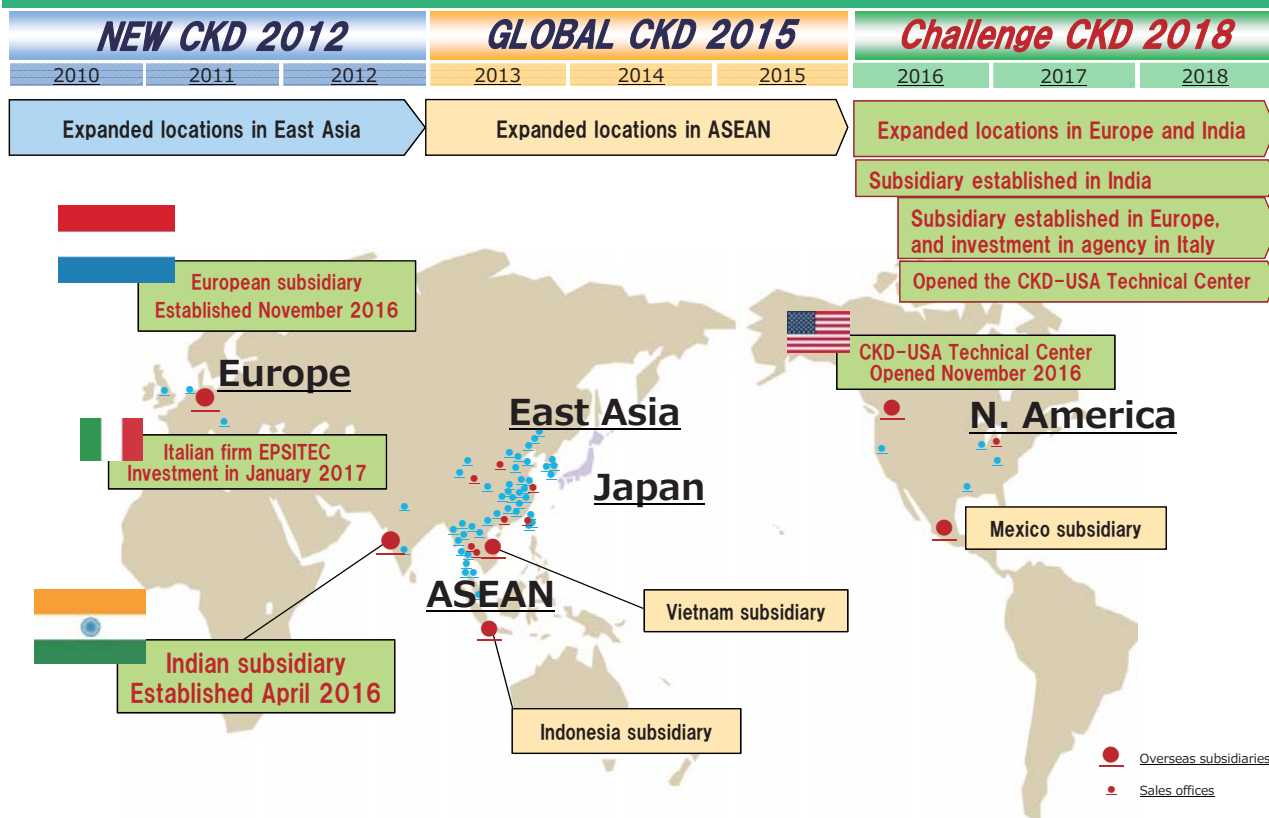 NEW CKD 2012
GLOBAL CKD 2015
Challenge CKD 2018
2010
2011
2012
2013
2014
2015
2016
2017
2018
Expanded locations in East Asia
Expanded locations in ASEAN
Expanded locations in Europe and India
Subsidiary established in India
Subsidiary established in Europe,
and investment in agency in Italy
Opened the CKD-USA Technical Center
European subsidiary
Established November 2016
CKD-USA Technical Center
Opened November 2016
Europe
East Asia
N. America
Italian firm EPSITEC
Investment in January 2017
Japan
Mexico subsidiary
ASEAN
Vietnam subsidiary
Indian subsidiary
Established April 2016
Indonesia subsidiary
Overseas subsidiaries
Sales offices